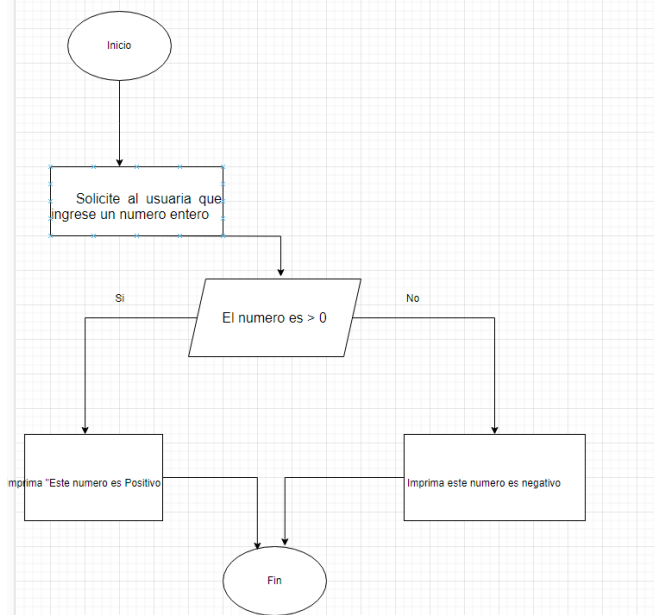 Inicio
Solicite al usuaria que
ingrese un numero entero
Si
El numero es > 0
No
mprima "Este numero es Positivo
Imprima este numero es negativo
Fin